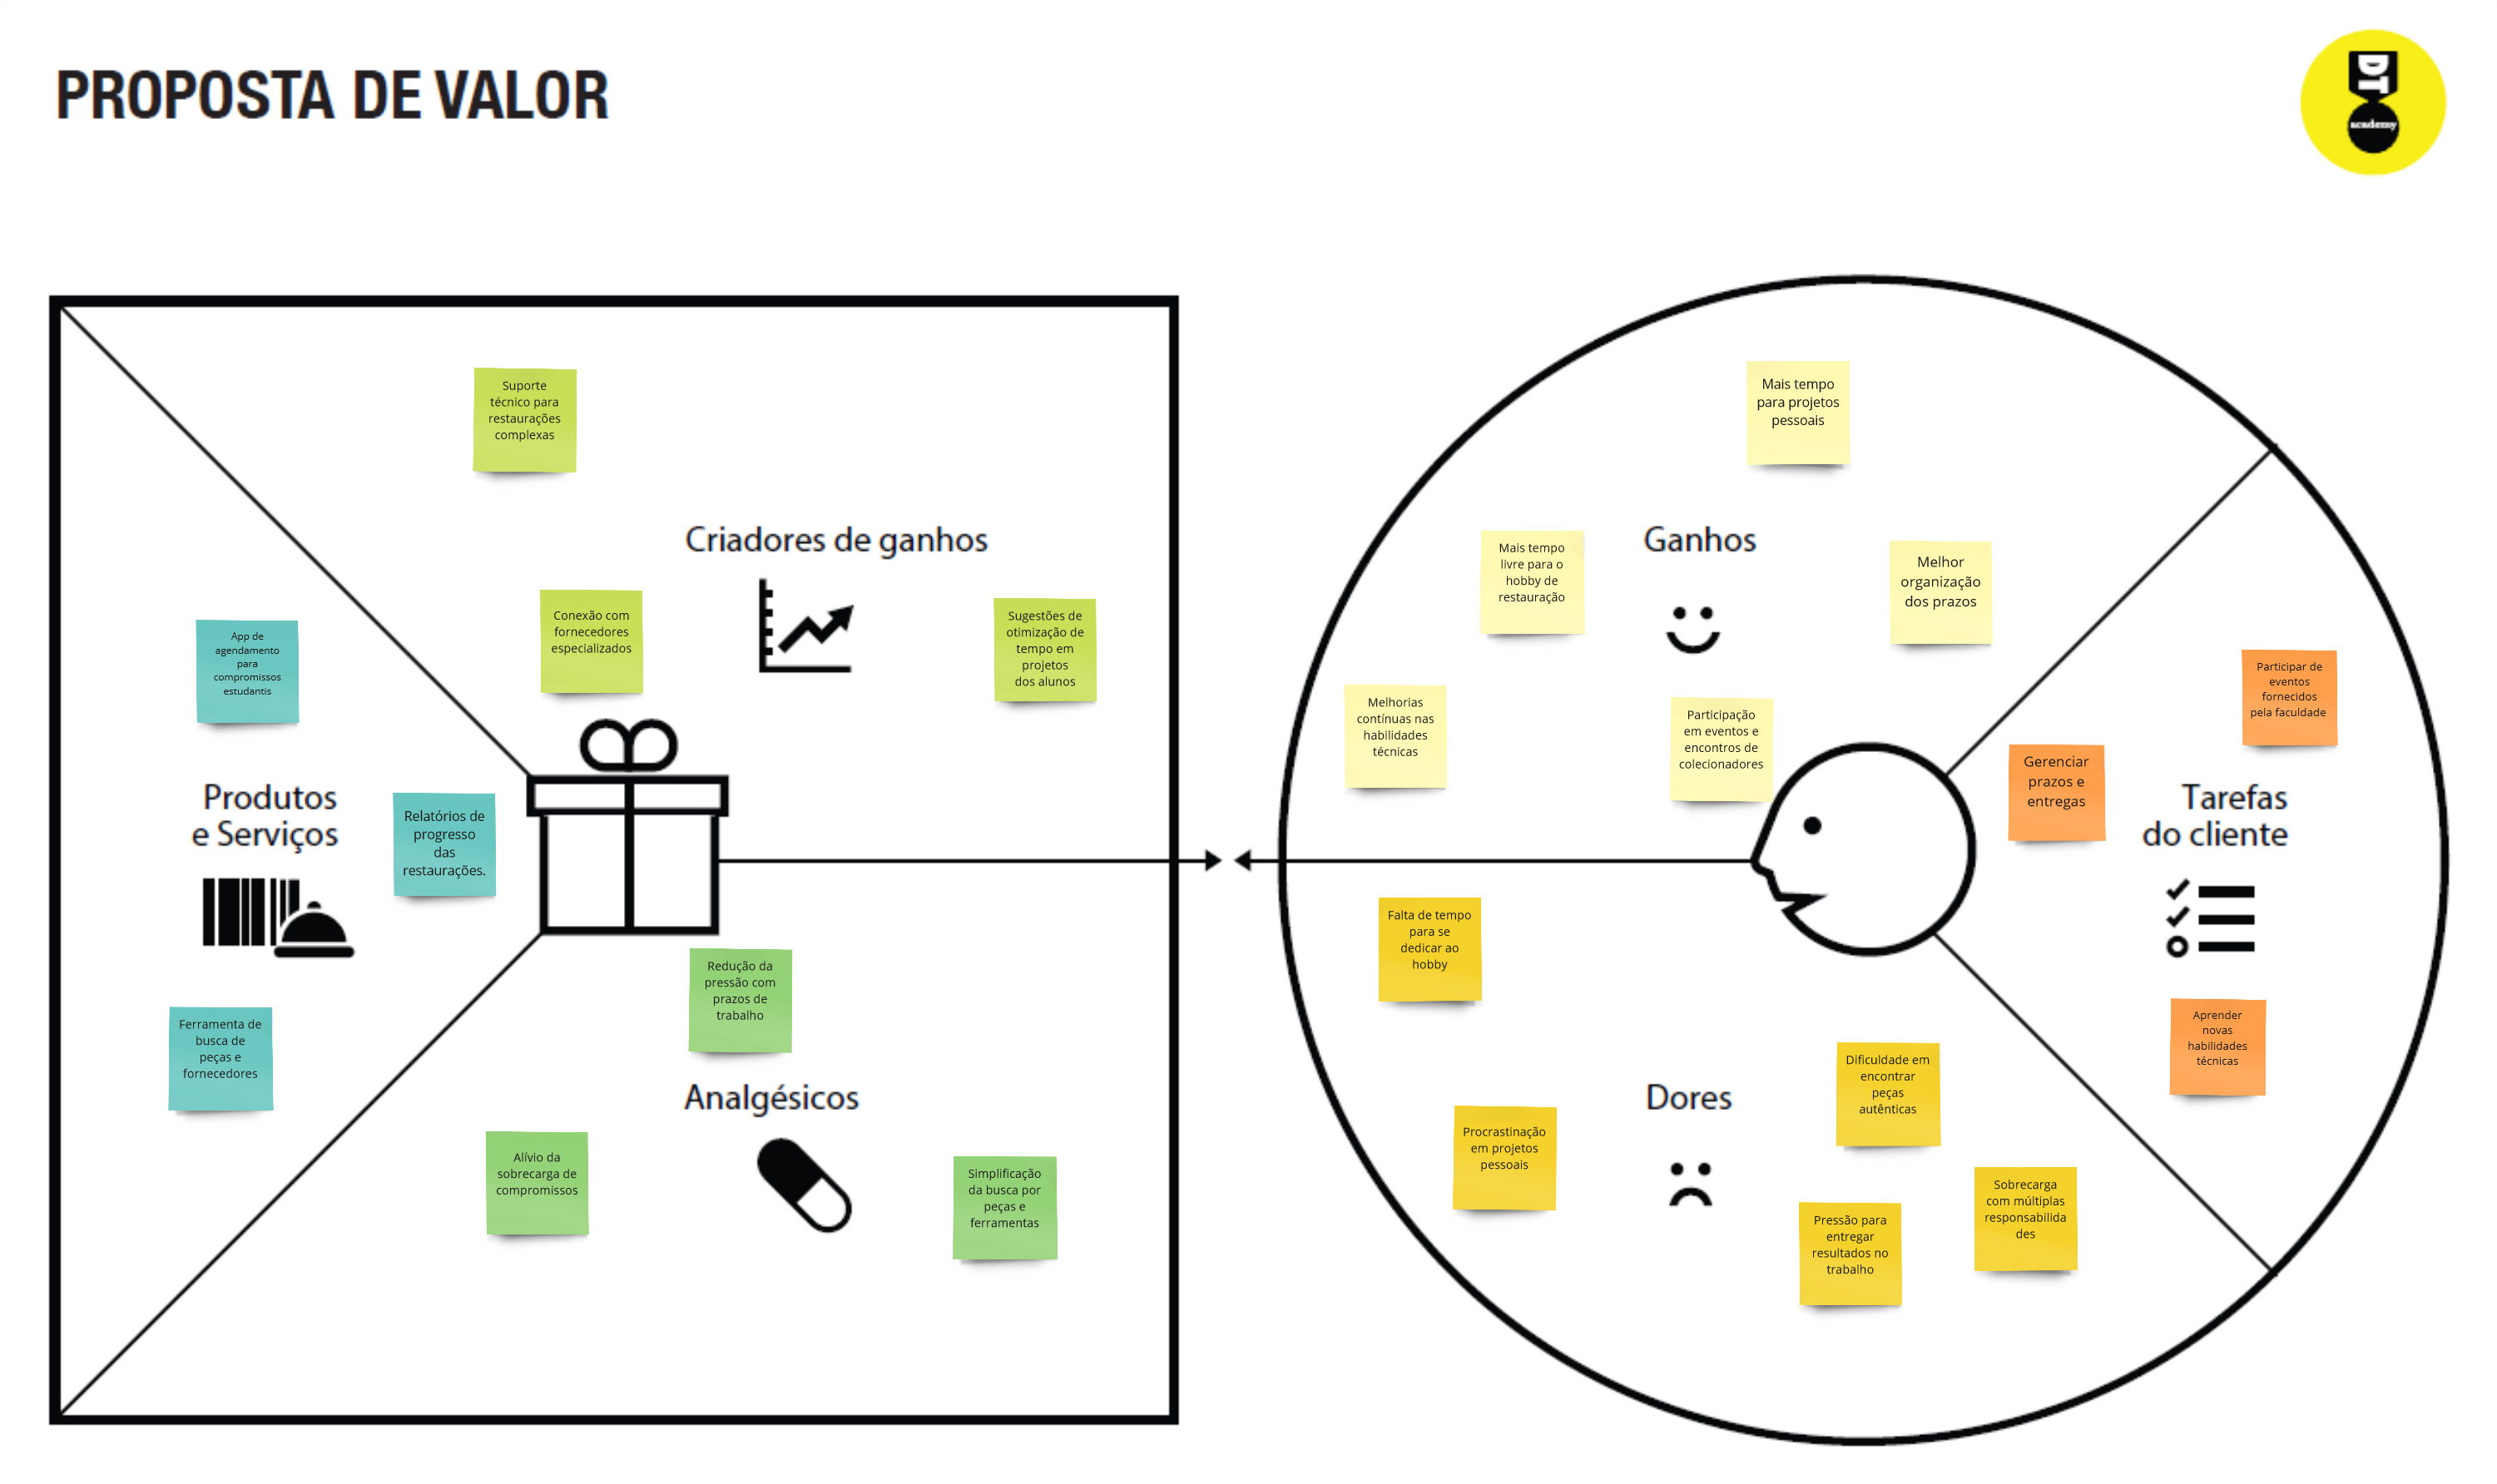 PROPOSTA DE VALOR
DT
academy
Suporte
técnico para
restaurações
complexas
Criadores de ganhos
Conexão com
fornecedores
especializados
Sugestões de
otimização de
tempo em
projetos
dos alunos
App de
agendamento
para
compromissos
estudantis
Produtos
e Serviços
Relatórios de
progresso
das
restaurações.
Ferramenta de
busca de
peças e
fornecedores
Redução da
pressão com
prazos de
trabalho
Analgésicos
Alívio da
sobrecarga de
compromissos
Simplificação
da busca por
peças e
ferramentas
Mais tempo
para projetos
pessoais
Ganhos
Mais tempo
livre para o
hobby de
restauração
Melhor
organização
dos prazos
Melhorias
contínuas nas
habilidades
técnicas
Participação
em eventos e
encontros de
colecionadores
Participar de
eventos
fornecidos
pela faculdade
Gerenciar
prazos e
entregas
Tarefas
do cliente
Aprender
novas
habilidades
técnicas
Falta de tempo
para se
dedicar ao
hobby
Dificuldade em
encontrar
peças
autênticas
Dores
Procrastinação
em projetos
pessoais
Pressão para
entregar
resultados no
trabalho
Sobrecarga
com múltiplas
responsabilida
des